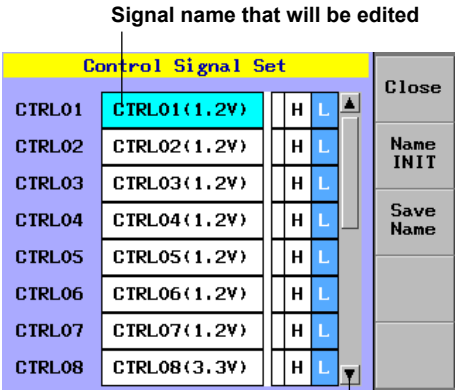 Signal name that will be edited
Control Signal Set
Close
CTRL01 CTRL01(1.2V) H L
CTRL02 CTRL02(1.2V) H L
Name
INIT
CTRL03 CTRL03(1.2V) H L
CTRL04 CTRL04(1.2V) H L
Save
Name
CTRL05 CTRL05(1.2V) H L
CTRL06 CTRL06(1.2V) H L
CTRL07 CTRL07(1.2V) H L
CTRL08 CTRL08(3.3V) H L